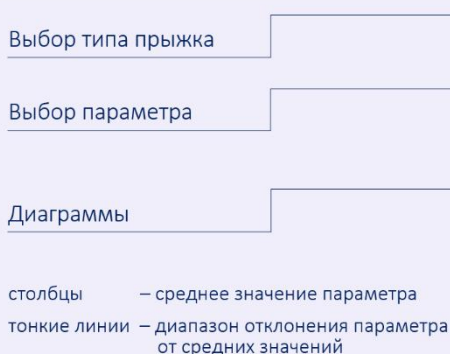 Выбор типа прыжка
Выбор параметра
Диаграммы
столбцы – среднее значение параметра
тонкие линии – диапазон отклонения параметра
от средних значений